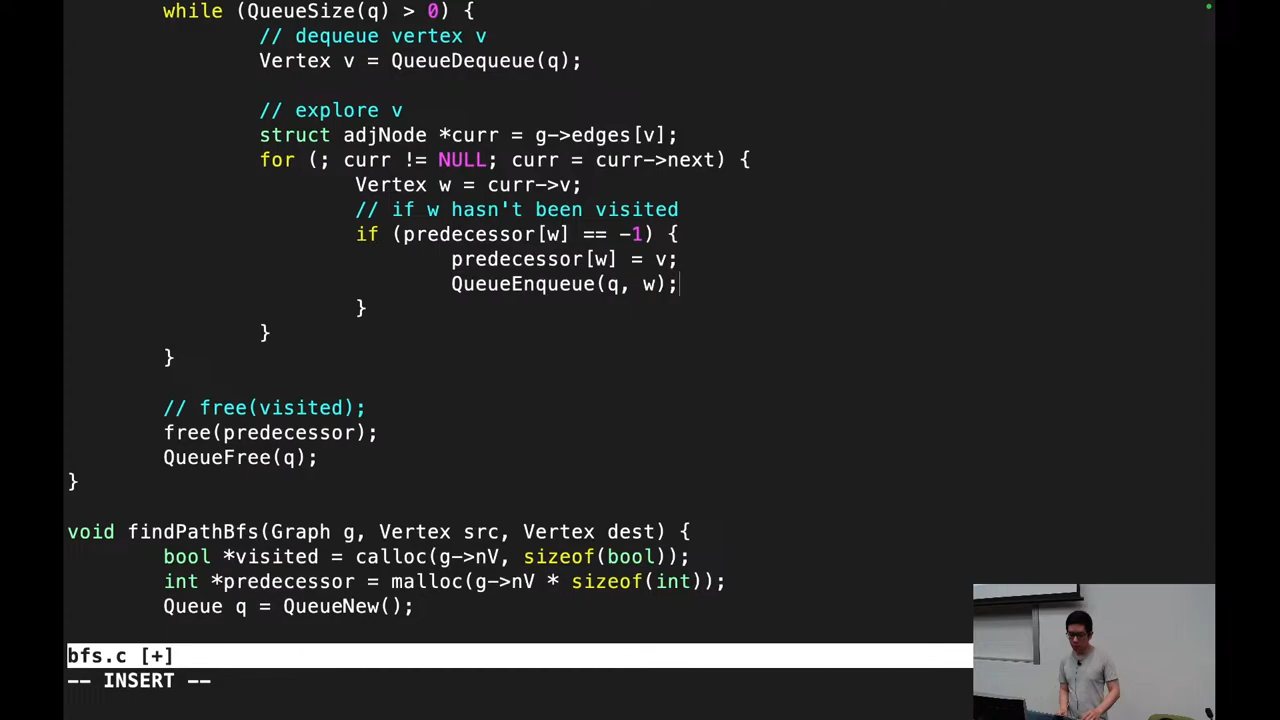 while (QueueSize(q) > 0) {
// dequeue vertex v
Vertex v = QueueDequeue(q);
// explore v
struct adjNode *curr = g->edges[v];
for (; curr != NULL; curr = curr->next) {
Vertex w = curr->v;
// if w hasn't been visited
if (predecessor[w] == -1) {
predecessor[w] = v;
QueueEnqueue(q, w);
}
}
}
// free(visited);
free(predecessor);
QueueFree(q);
}
void findPathBfs(Graph g, Vertex src, Vertex dest) {
bool *visited = calloc(g->nV, sizeof(bool));
int *predecessor = malloc(g->nV * sizeof(int));
Queue q = QueueNew();
bfs.c [+]
-- INSERT --